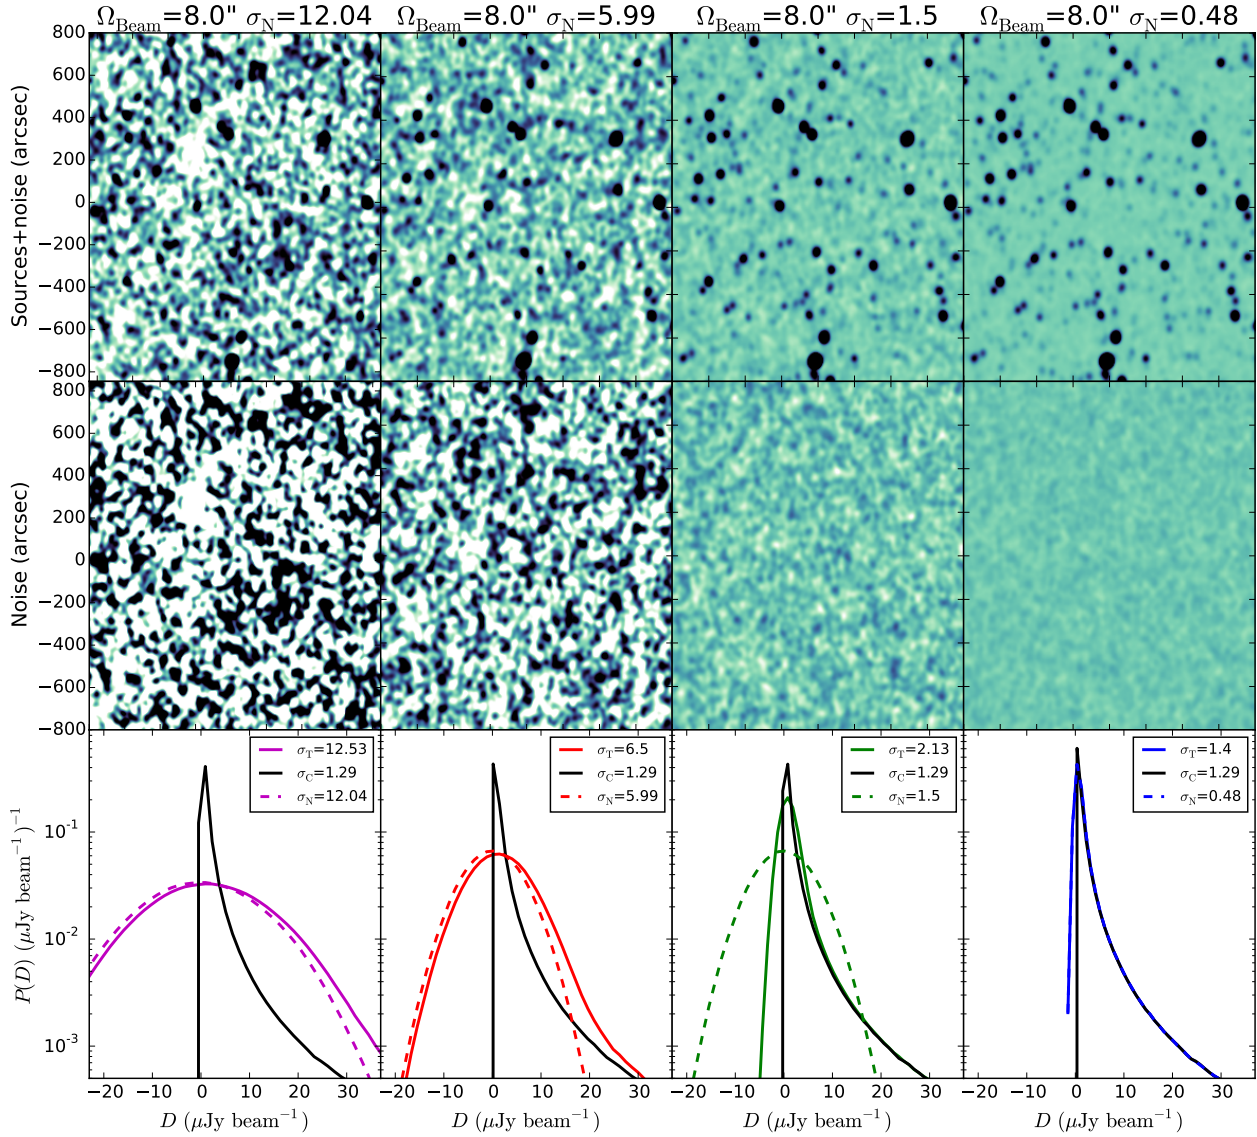 Ω_Beam=8.0" σ_N=12.04 Ω_Beam=8.0" σ_N=5.99 Ω_Beam=8.0" σ_N=1.5 Ω_Beam=8.0" σ_N=0.48
Sources+noise (arcsec)
800
600
400
200
0
−200
−400
−600
−800
Noise (arcsec)
800
600
400
200
0
−200
−400
−600
−800
P(D) (μJy beam⁻¹)⁻¹
10⁻¹
10⁻²
10⁻³
σ_T=12.53
σ_C=1.29
σ_N=12.04
σ_T=6.5
σ_C=1.29
σ_N=5.99
σ_T=2.13
σ_C=1.29
σ_N=1.5
σ_T=1.4
σ_C=1.29
σ_N=0.48
−20 −10 0 10 20 30 −20 −10 0 10 20 30 −20 −10 0 10 20 30 −20 −10 0 10 20 30
D (μJy beam⁻¹) D (μJy beam⁻¹) D (μJy beam⁻¹) D (μJy beam⁻¹)